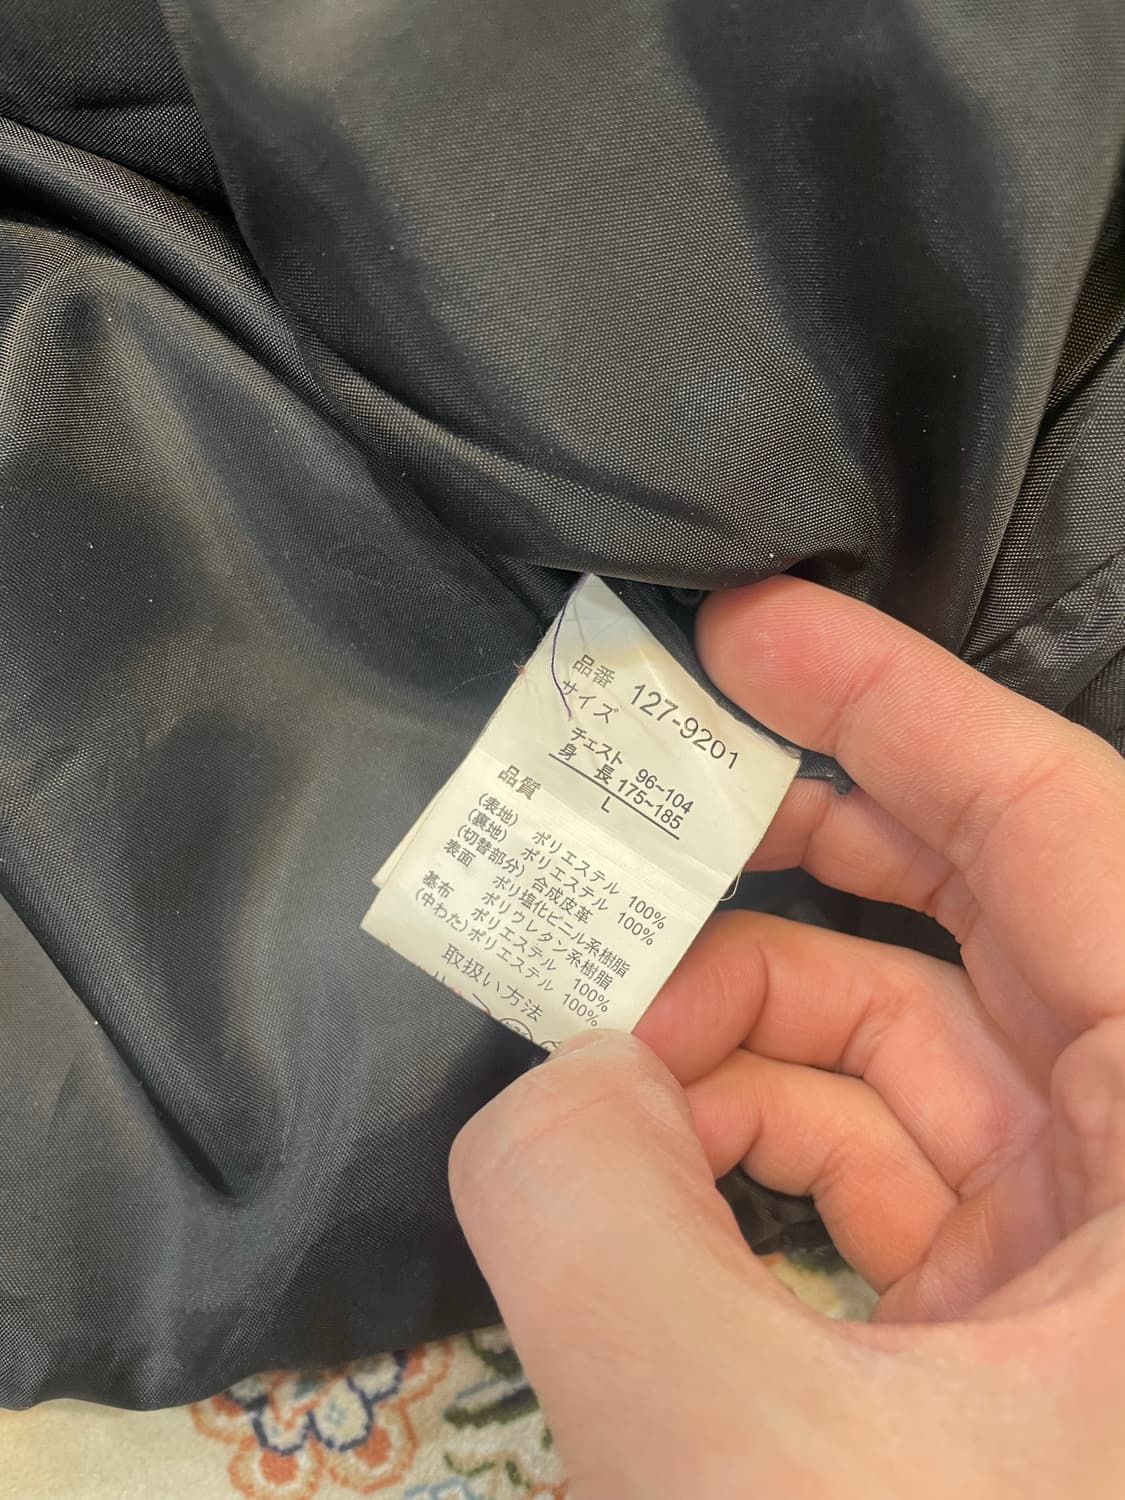 品番 127-9201
サイズ
チェスト 96~104
身 長 175~185
L
品質
(表地) ポリエステル 100%
(裏地) ポリエステル 100%
(切替部分) 合成皮革
表面 ポリ塩化ビニル系樹脂
ポリウレタン系樹脂
基布 ポリエステル 100%
(中わた) ポリエステル 100%
取扱い方法